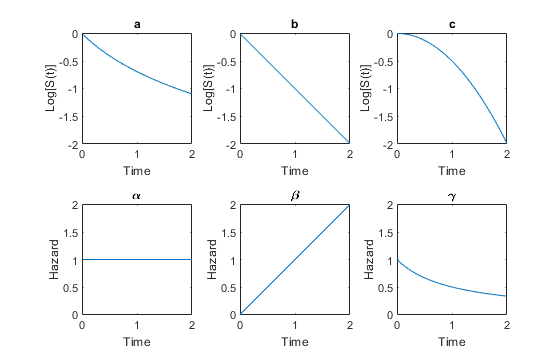 a b c
0 0 0
-0.5 -0.5 -0.5
-1 -1 -1
-1.5 -1.5 -1.5
-2 -2 -2
Log[S(t)] Log[S(t)] Log[S(t)]
0 1 2 0 1 2 0 1 2
Time Time Time
α β γ
2 2 2
1.5 1.5 1.5
1 1 1
0.5 0.5 0.5
0 0 0
Hazard Hazard Hazard
0 1 2 0 1 2 0 1 2
Time Time Time